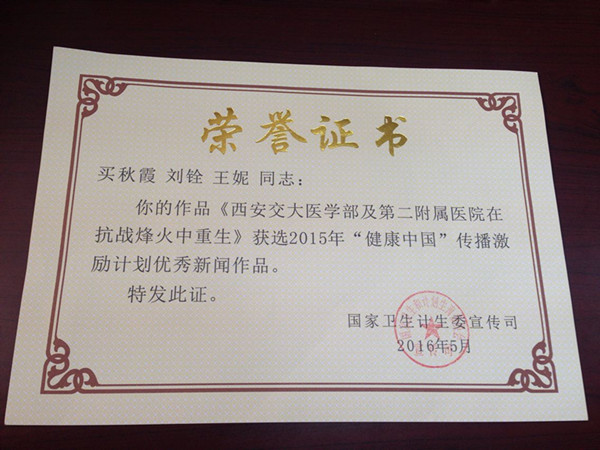 荣誉证书
买秋霞 刘铨 王妮 同志：
你的作品《西安交大医学部及第二附属医院在
抗战烽火中重生》获选2015年“健康中国”传播激
励计划优秀新闻作品。
特发此证。
国家卫生计生委宣传司
2016年5月